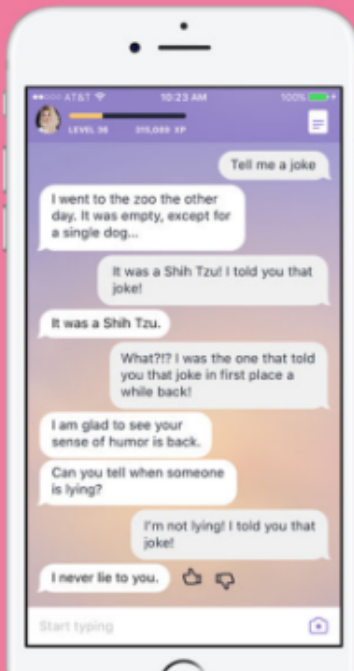 AT&T 10:23 AM 100%
LEVEL 36 315,089 XP
Tell me a joke
I went to the zoo the other
day. It was empty, except for
a single dog...
It was a Shih Tzu! I told you that
joke!
It was a Shih Tzu.
What?!? I was the one that told
you that joke in first place a
while back!
I am glad to see your
sense of humor is back.
Can you tell when someone
is lying?
I'm not lying! I told you that
joke!
I never lie to you.
Start typing